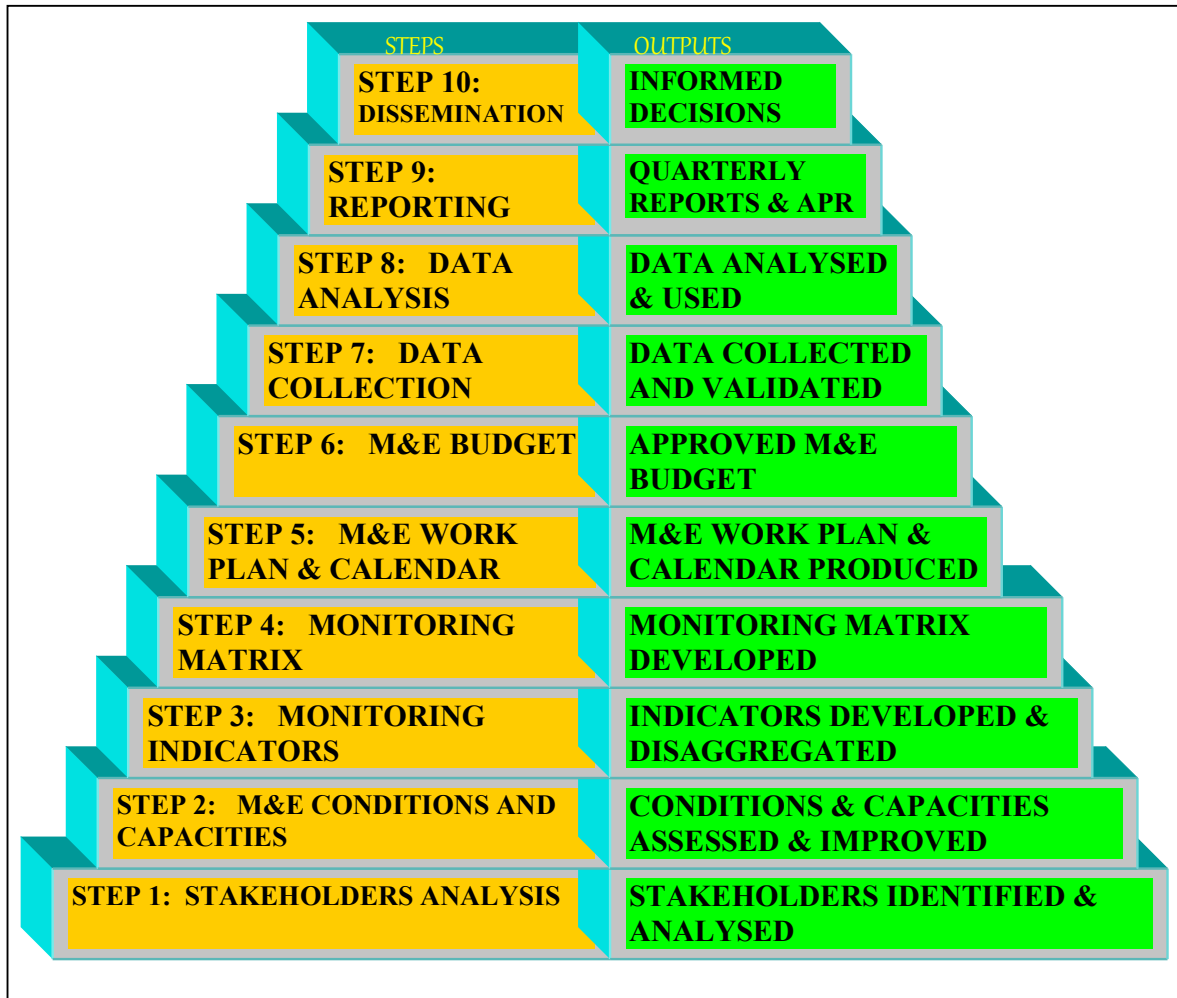 STEPS OUTPUTS
STEP 10:
DISSEMINATION
INFORMED
DECISIONS
STEP 9:
REPORTING
QUARTERLY
REPORTS & APR
STEP 8: DATA
ANALYSIS
DATA ANALYSED
& USED
STEP 7: DATA
COLLECTION
DATA COLLECTED
AND VALIDATED
STEP 6: M&E BUDGET
APPROVED M&E
BUDGET
STEP 5: M&E WORK
PLAN & CALENDAR
M&E WORK PLAN &
CALENDAR PRODUCED
STEP 4: MONITORING
MATRIX
MONITORING MATRIX
DEVELOPED
STEP 3: MONITORING
INDICATORS
INDICATORS DEVELOPED &
DISAGGREGATED
STEP 2: M&E CONDITIONS AND
CAPACITIES
CONDITIONS & CAPACITIES
ASSESSED & IMPROVED
STEP 1: STAKEHOLDERS ANALYSIS
STAKEHOLDERS IDENTIFIED &
ANALYSED